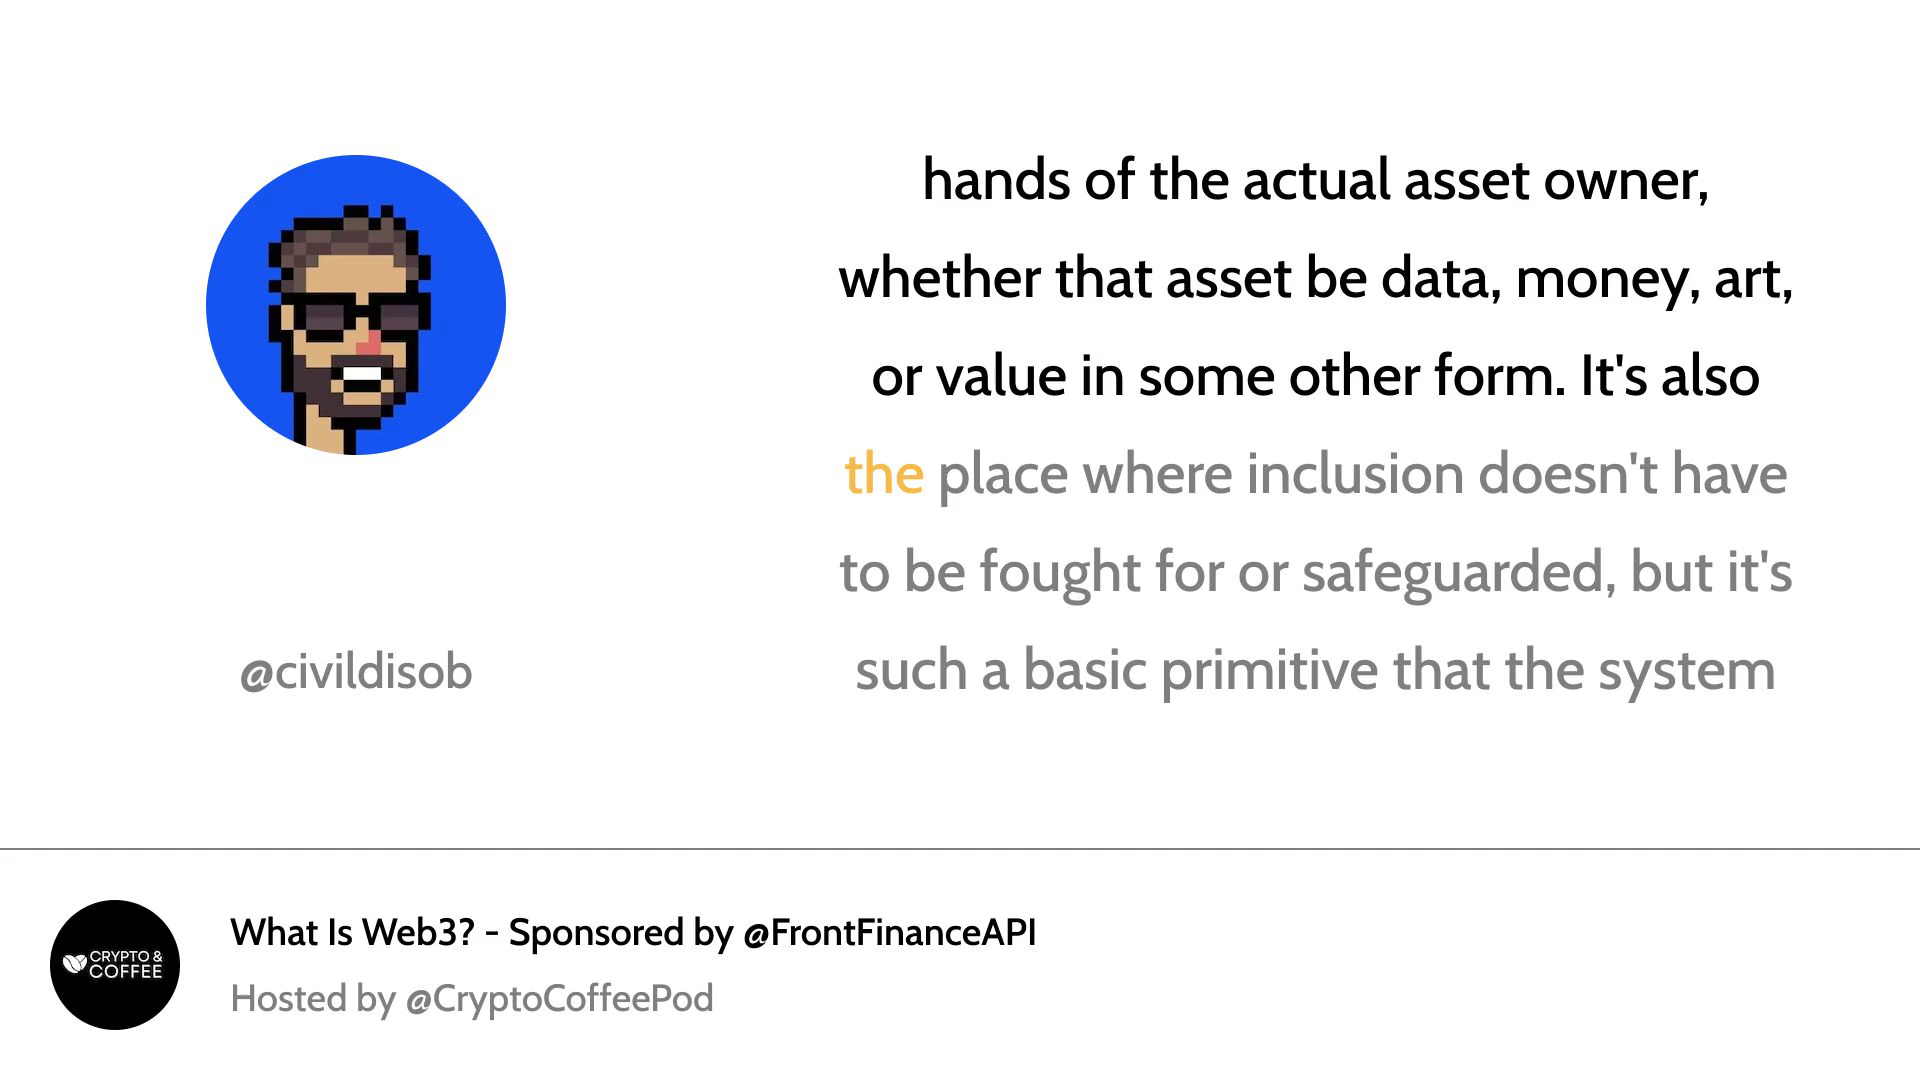 hands of the actual asset owner,
whether that asset be data, money, art,
or value in some other form. It's also
the place where inclusion doesn't have
to be fought for or safeguarded, but it's
such a basic primitive that the system
@civildisob
CRYPTO &
COFFEE
What Is Web3? - Sponsored by @FrontFinanceAPI
Hosted by @CryptoCoffeePod